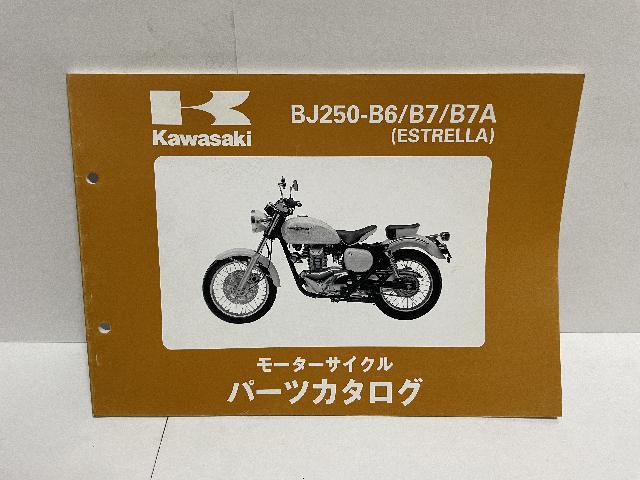 BJ250-B6/B7/B7A
(ESTRELLA)
Kawasaki
モーターサイクル
パーツカタログ